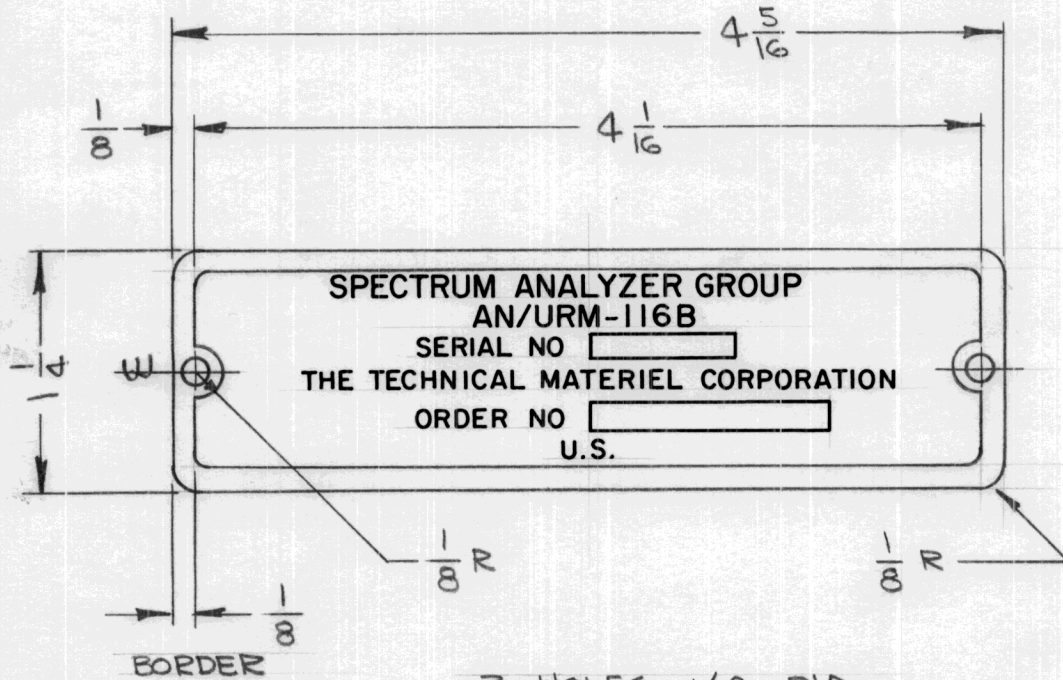 4 5/16
1/8
4 1/16
SPECTRUM ANALYZER GROUP
AN/URM-116B
SERIAL NO
1 1/4
THE TECHNICAL MATERIEL CORPORATION
ORDER NO
U.S.
1/8 R
1/8 R
1/8
BORDER